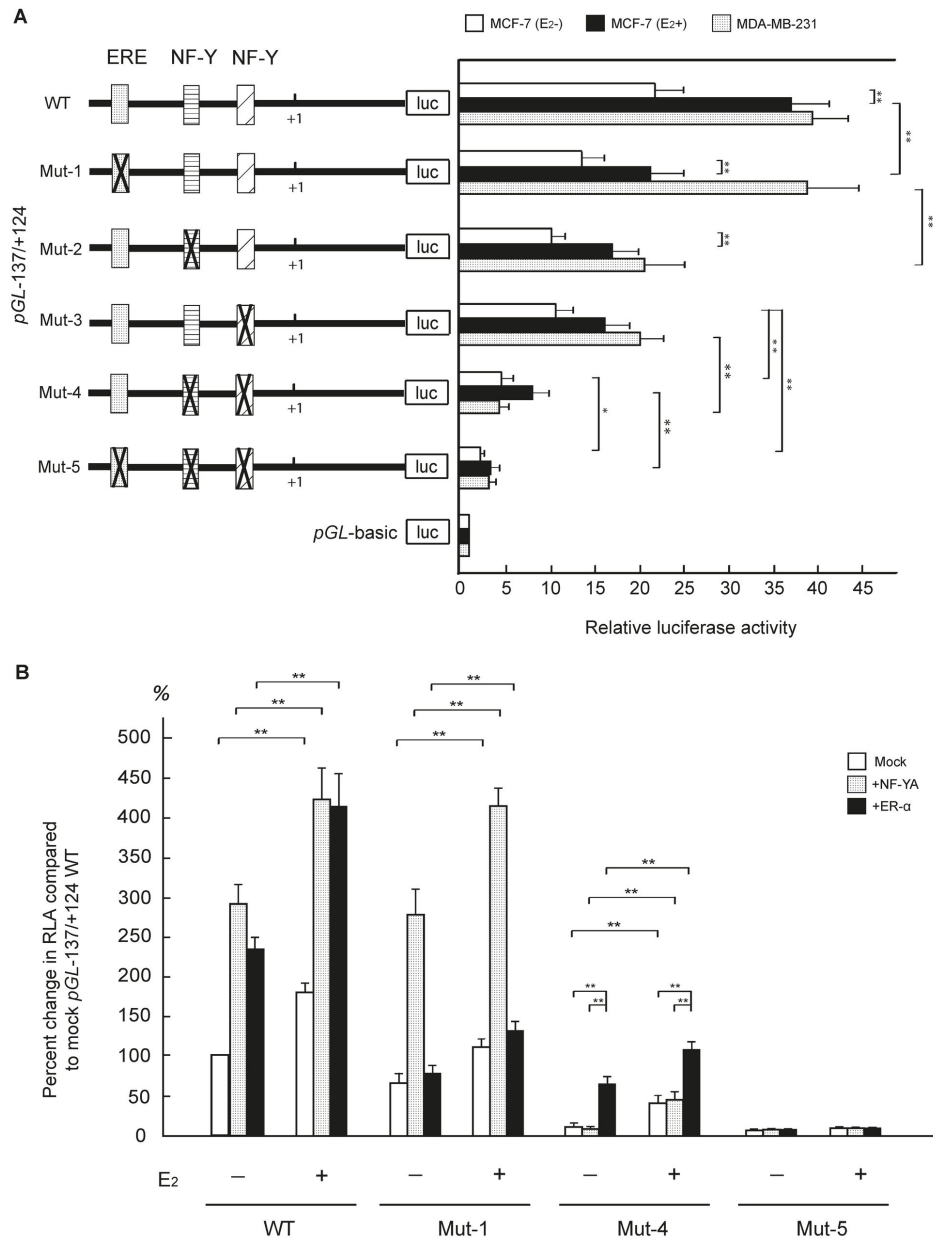 A
MCF-7 (E2-) MCF-7 (E2+) MDA-MB-231
ERE NF-Y NF-Y
pGL-137/+124
WT +1 luc ** **
Mut-1 +1 luc ** **
Mut-2 +1 luc **
Mut-3 +1 luc ** ** **
Mut-4 +1 luc * **
Mut-5 +1 luc
pGL-basic luc
0 5 10 15 20 25 30 35 40 45
Relative luciferase activity
B
%
Percent change in RLA compared
to mock pGL-137/+124 WT
500
450
400
350
300
250
200
150
100
50
0
** ** ** ** ** ** ** ** ** ** ** ** **
Mock
+NF-YA
+ER-α
E2 – + – + – + – +
WT Mut-1 Mut-4 Mut-5